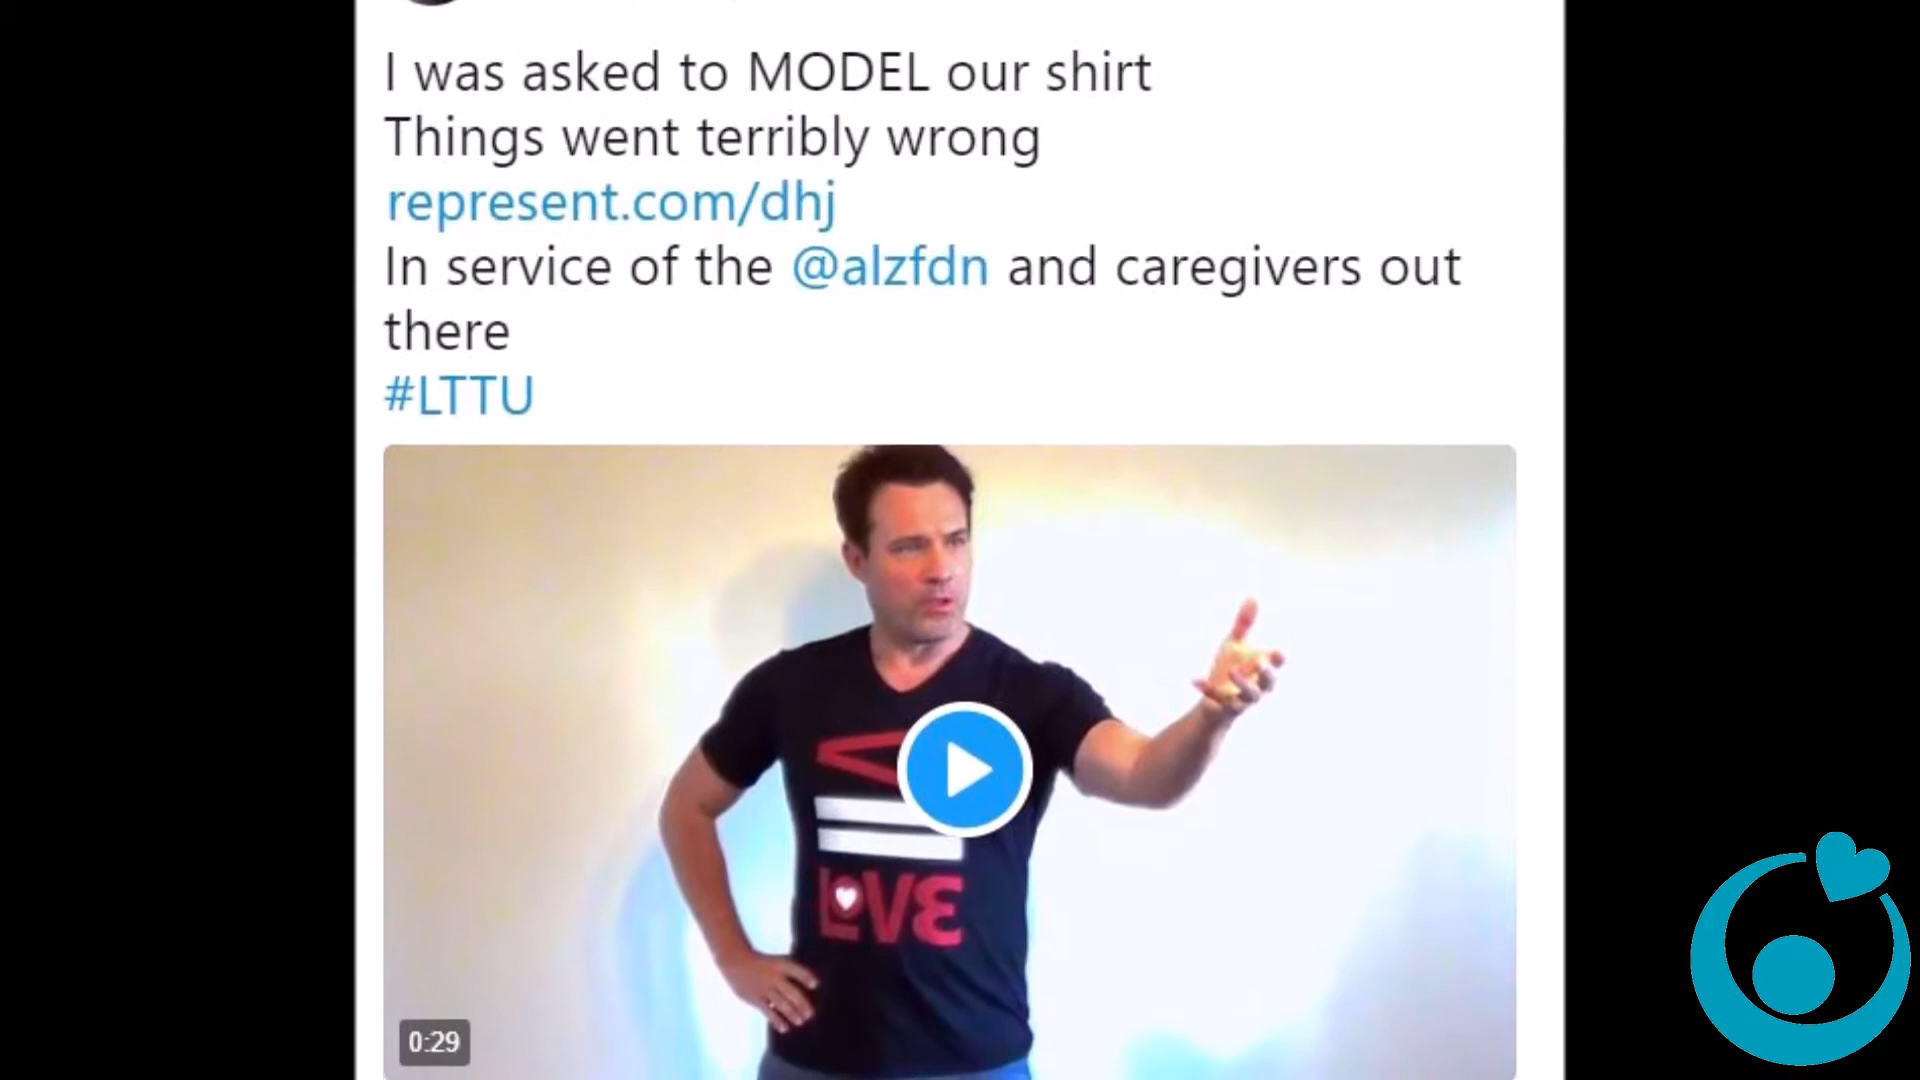 I was asked to MODEL our shirt
Things went terribly wrong
represent.com/dhj
In service of the @alzfdn and caregivers out
there
#LTTU
LOVE
0:29